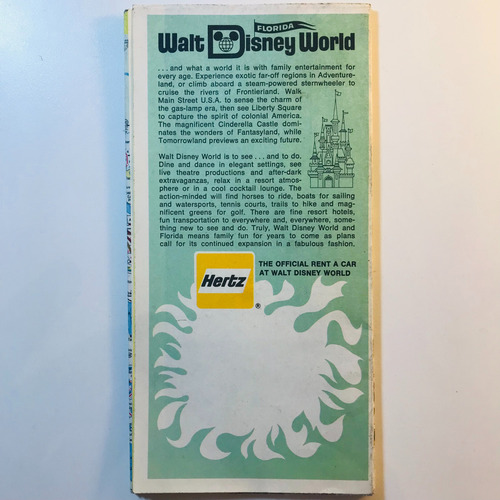 FLORIDA
Walt Disney World
. . . and what a world it is with family entertainment for
every age. Experience exotic far-off regions in Adventure-
land, or climb aboard a steam-powered sternwheeler to
cruise the rivers of Frontierland. Walk
Main Street U.S.A. to sense the charm of
the gas-lamp era, then see Liberty Square
to capture the spirit of colonial America.
The magnificent Cinderella Castle domi-
nates the wonders of Fantasyland, while
Tomorrowland previews an exciting future.
Walt Disney World is to see . . . and to do.
Dine and dance in elegant settings, see
live theatre productions and after-dark
extravaganzas, relax in a resort atmos-
phere or in a cool cocktail lounge. The
action-minded will find horses to ride, boats for sailing
and watersports, tennis courts, trails to hike and mag-
nificent greens for golf. There are fine resort hotels,
fun transportation to everywhere and, everywhere, some-
thing new to see and do. Truly, Walt Disney World and
Florida means family fun for years to come as plans
call for its continued expansion in a fabulous fashion.
Hertz
®
THE OFFICIAL RENT A CAR
AT WALT DISNEY WORLD